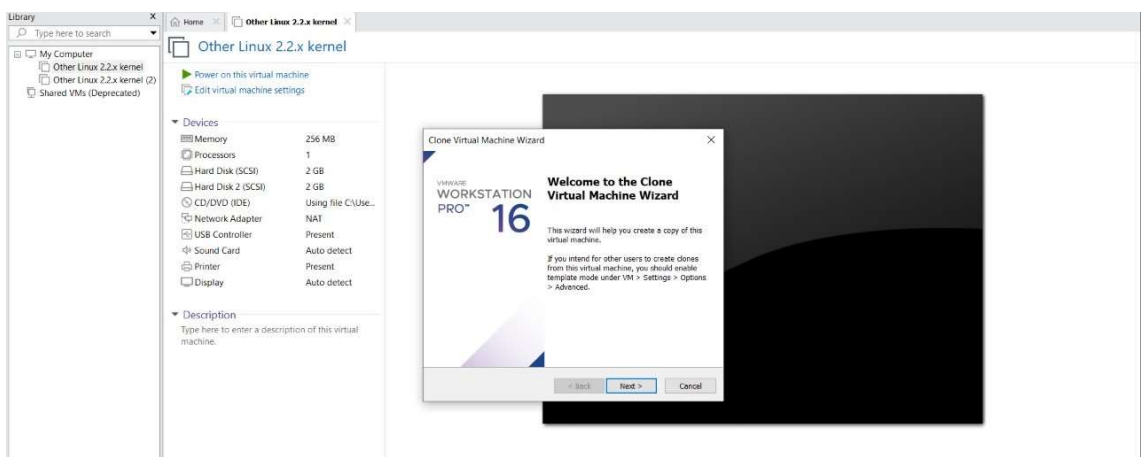 Library X
Type here to search
My Computer
Other Linux 2.2.x kernel
Other Linux 2.2.x kernel (2)
Shared VMs (Deprecated)
Home
Other Linux 2.2.x kernel
Other Linux 2.2.x kernel
Power on this virtual machine
Edit virtual machine settings
Devices
Memory 256 MB
Processors 1
Hard Disk (SCSI) 2 GB
Hard Disk 2 (SCSI) 2 GB
CD/DVD (IDE) Using file C:\Use...
Network Adapter NAT
USB Controller Present
Sound Card Auto detect
Printer Present
Display Auto detect
Description
Type here to enter a description of this virtual
machine.
Clone Virtual Machine Wizard
VMWARE
WORKSTATION
PRO™ 16
Welcome to the Clone
Virtual Machine Wizard
This wizard will help you create a copy of this
virtual machine.
If you intend for other users to create clones
from this virtual machine, you should enable
template mode under VM > Settings > Options
> Advanced.
< Back Next > Cancel